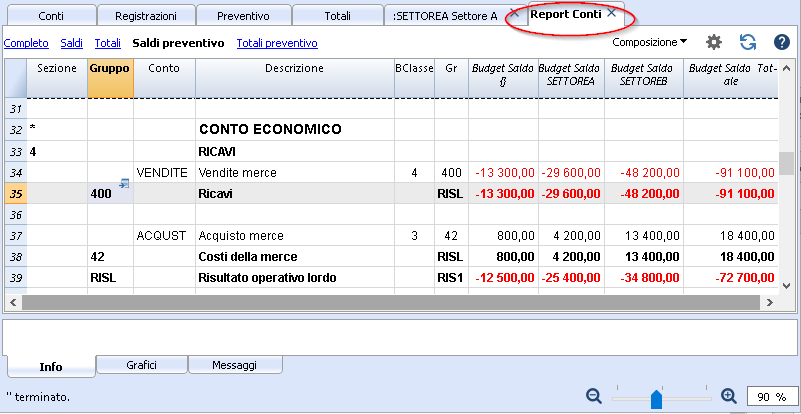 Conti Registrazioni Preventivo Totali :SETTOREA Settore A Report Conti
Completo Saldi Totali Saldi preventivo Totali preventivo Composizione
Sezione Gruppo Conto Descrizione BClasse Gr Budget Saldo {} Budget Saldo SETTOREA Budget Saldo SETTOREB Budget Saldo Tot-ale
31
32 * CONTO ECONOMICO
33 4 RICAVI
34 VENDITE Vendite merce 4 400 -13 300,00 -29 600,00 -48 200,00 -91 100,00
35 400 Ricavi RISL -13 300,00 -29 600,00 -48 200,00 -91 100,00
36
37 ACQUST Acquisto merce 3 42 800,00 4 200,00 13 400,00 18 400,00
38 42 Costi della merce RISL 800,00 4 200,00 13 400,00 18 400,00
39 RISL Risultato operativo lordo RIS1 -12 500,00 -25 400,00 -34 800,00 -72 700,00
Info Grafici Messaggi
'' terminato. 90 %